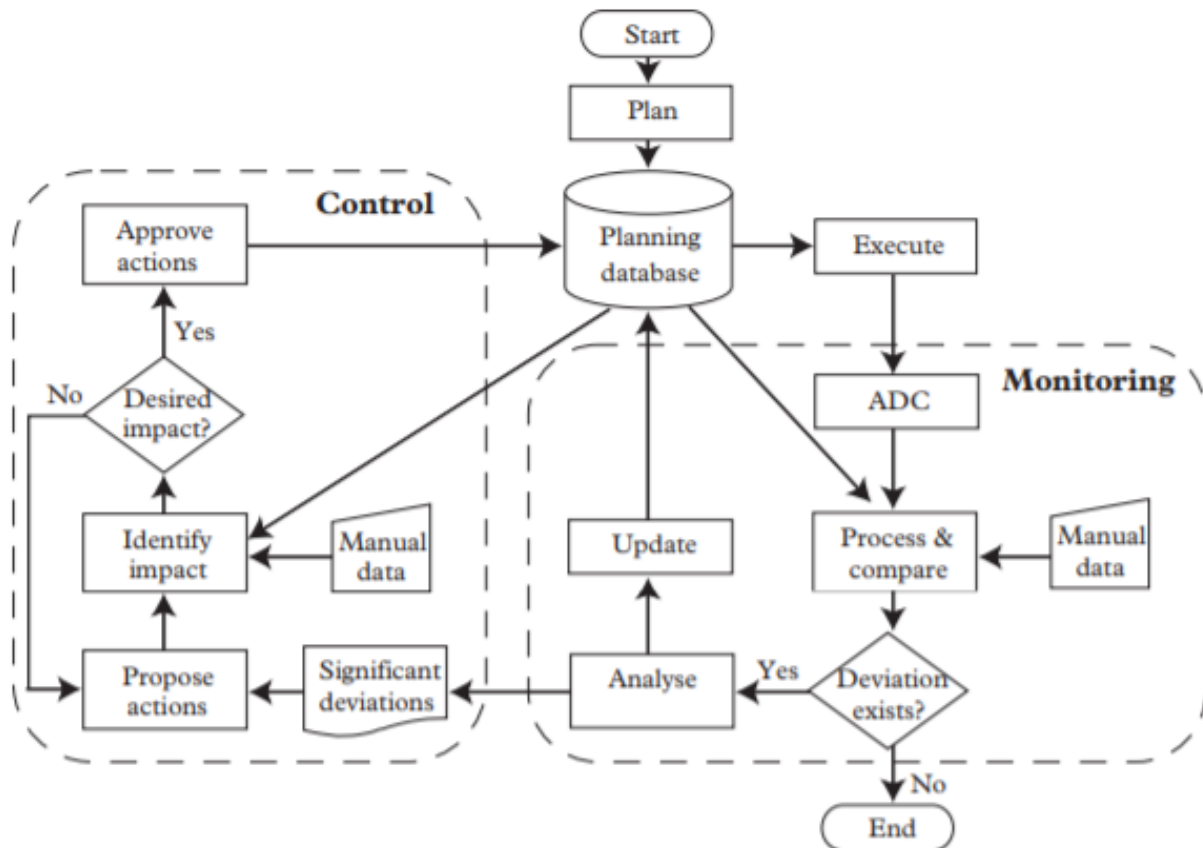 Start
Plan
Control
Approve
actions
Planning
database
Execute
Yes
No
Desired
impact?
Monitoring
ADC
Identify
impact
Manual
data
Update
Process &
compare
Manual
data
Propose
actions
Significant
deviations
Analyse
Yes
Deviation
exists?
No
End